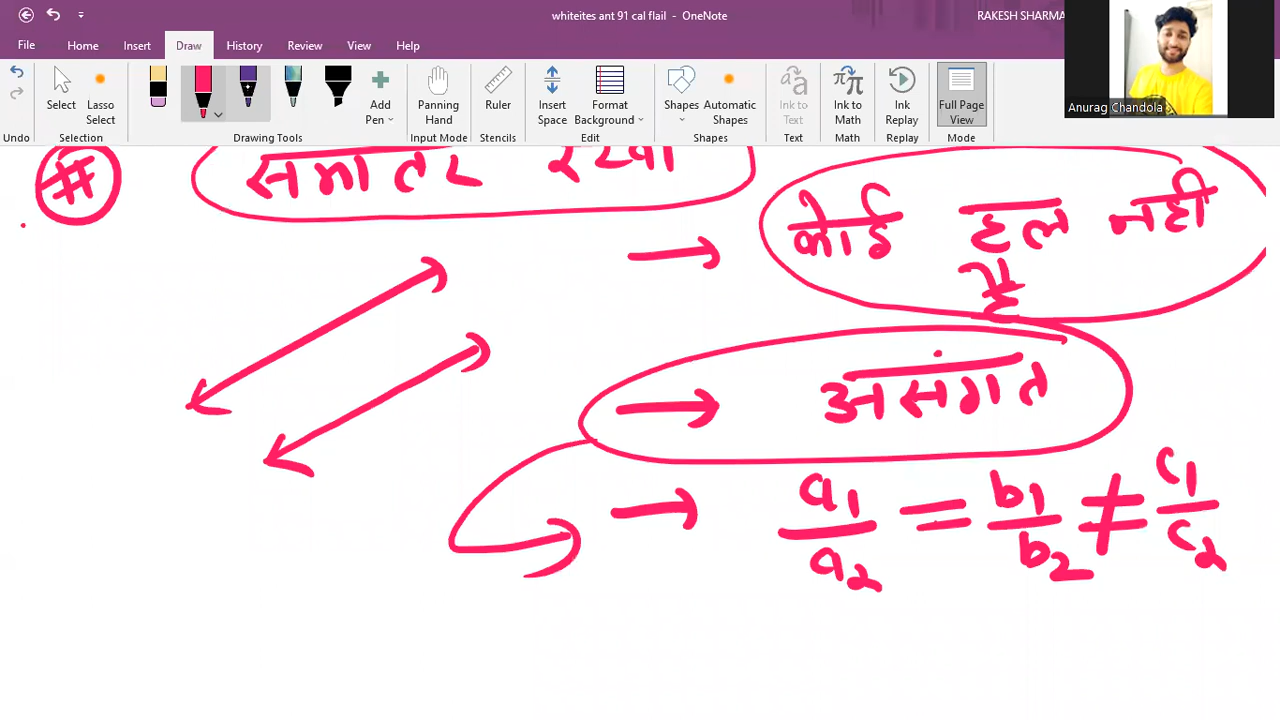 whiteites ant 91 cal flail - OneNote
RAKESH SHARMA
File Home Insert Draw History Review View Help
Undo
Select
Lasso Select
Selection
Add Pen
Drawing Tools
Panning Hand
Input Mode
Ruler
Stencils
Insert Space
Format Background
Edit
Shapes
Automatic Shapes
Shapes
Ink to Text
Text
Ink to Math
Math
Ink Replay
Replay
Full Page View
Mode
Anurag Chandola
# समातर रेखा
→ कोई हल नही है
→ असंगत
→ a1/a2 = b1/b2 ≠ c1/c2